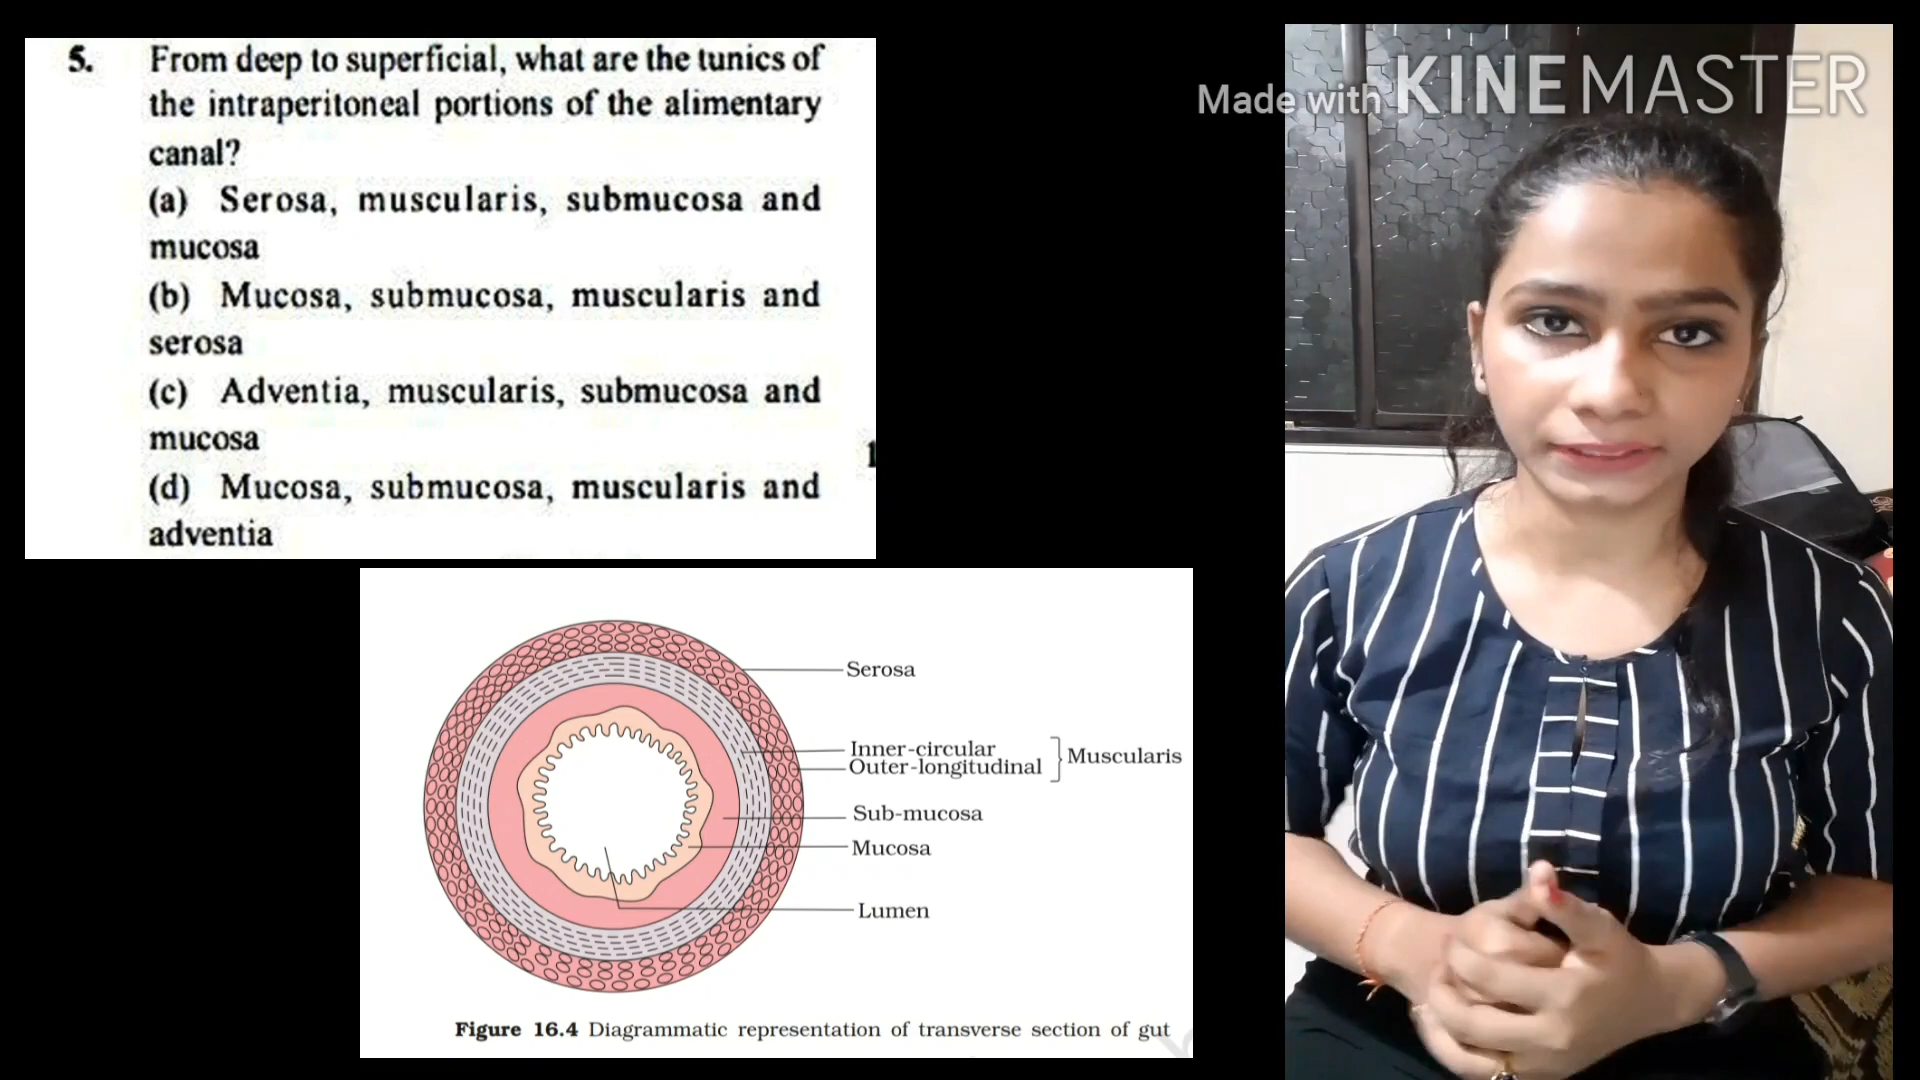 5. From deep to superficial, what are the tunics of
the intraperitoneal portions of the alimentary
canal?
(a) Serosa, muscularis, submucosa and
mucosa
(b) Mucosa, submucosa, muscularis and
serosa
(c) Adventia, muscularis, submucosa and
mucosa
(d) Mucosa, submucosa, muscularis and
adventia
Made with KINEMASTER
Serosa
Inner-circular
Outer-longitudinal
Muscularis
Sub-mucosa
Mucosa
Lumen
Figure 16.4 Diagrammatic representation of transverse section of gut